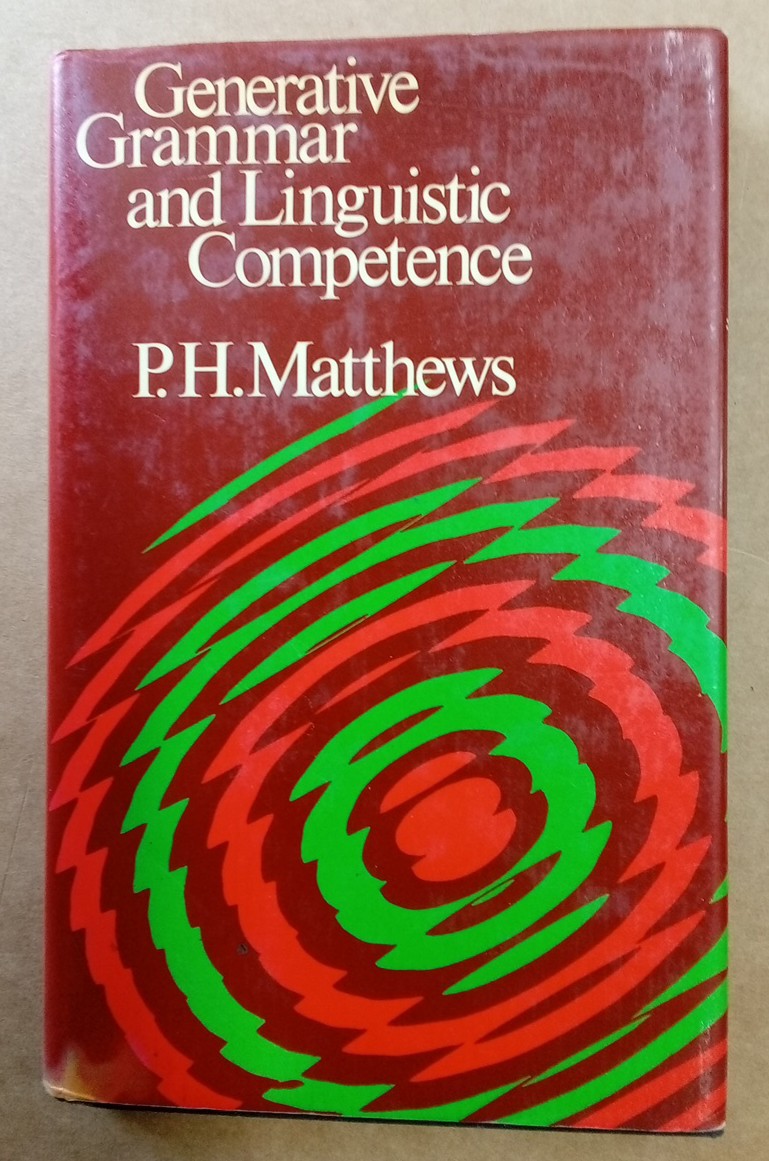 Generative
Grammar
and Linguistic
Competence
P.H.Matthews